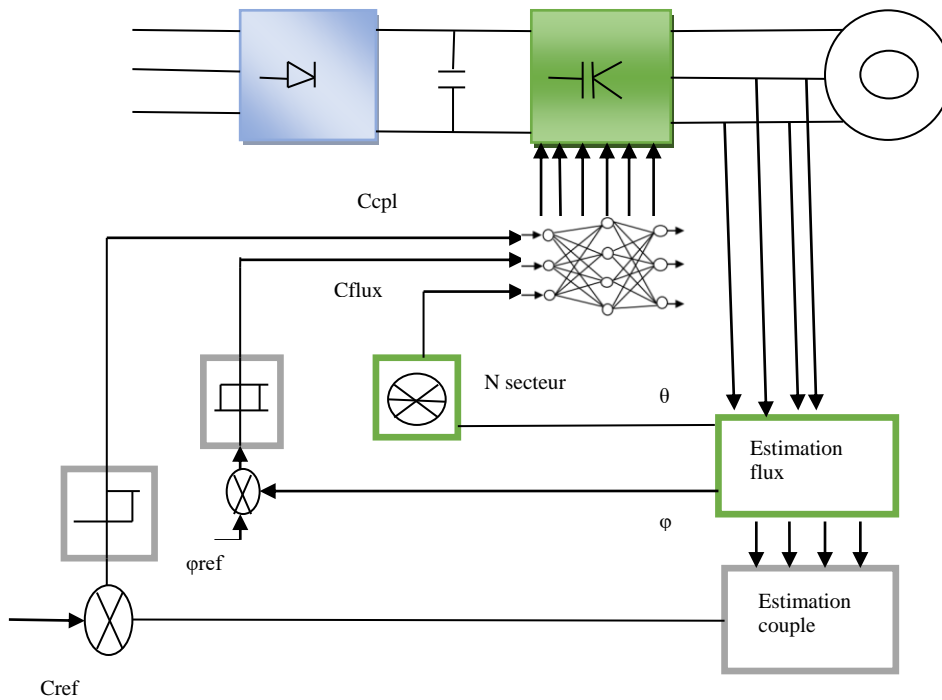 Ccpl
Cflux
N secteur
θ
Estimation
flux
φ
φref
Estimation
couple
Cref